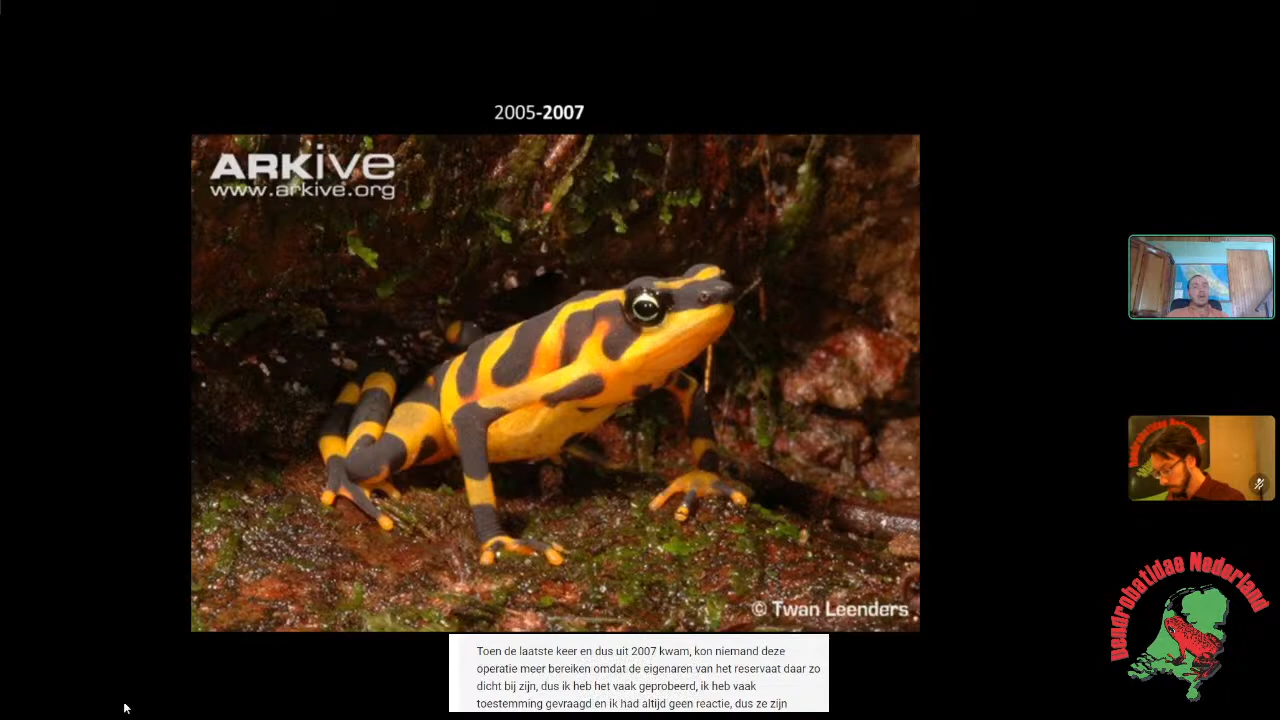 2005-2007
ARKive
www.arkive.org
© Twan Leenders
Toen de laatste keer en dus uit 2007 kwam, kon niemand deze
operatie meer bereiken omdat de eigenaren van het reservaat daar zo
dicht bij zijn, dus ik heb het vaak geprobeerd, ik heb vaak
toestemming gevraagd en ik had altijd geen reactie, dus ze zijn
Dendrobatidae Nederland